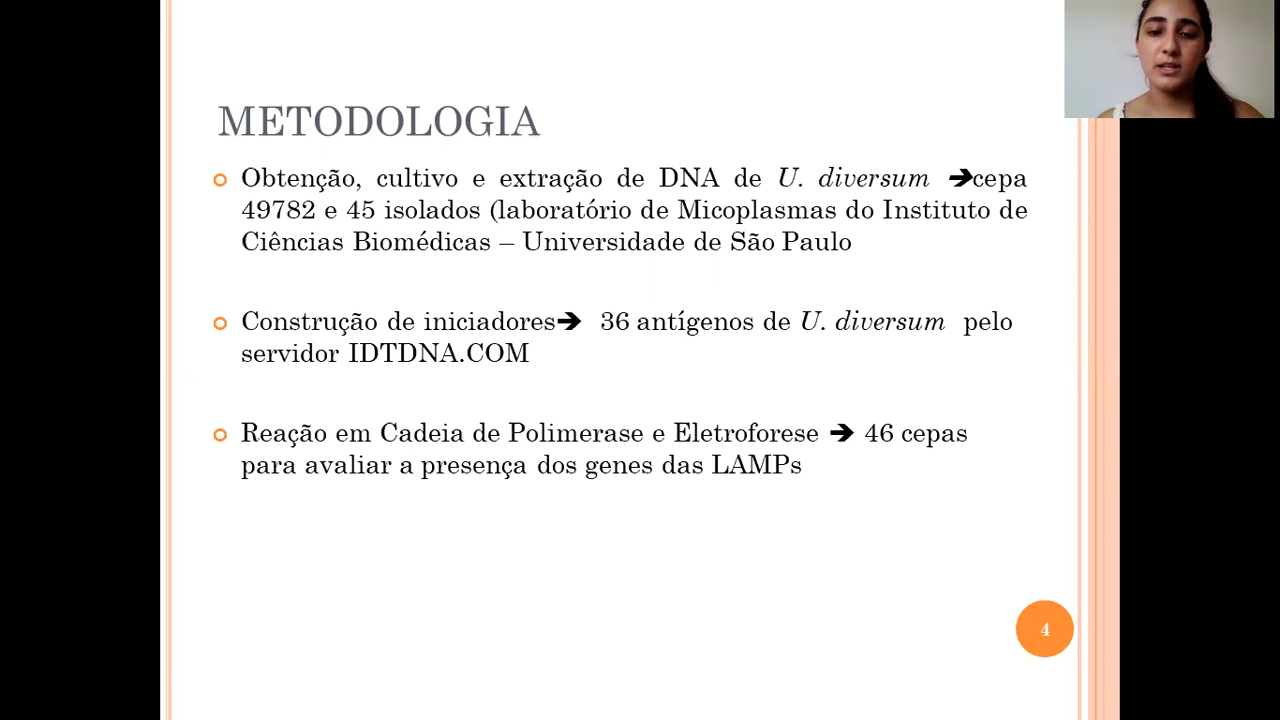 METODOLOGIA
Obtenção, cultivo e extração de DNA de U. diversum ➔cepa
49782 e 45 isolados (laboratório de Micoplasmas do Instituto de
Ciências Biomédicas – Universidade de São Paulo
Construção de iniciadores➔ 36 antígenos de U. diversum pelo
servidor IDTDNA.COM
Reação em Cadeia de Polimerase e Eletroforese ➔ 46 cepas
para avaliar a presença dos genes das LAMPs
4